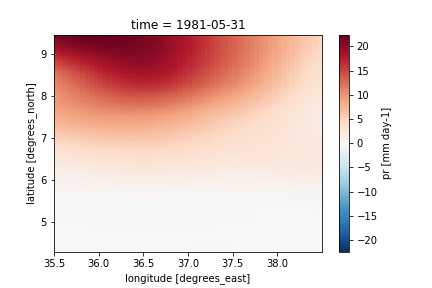 time = 1981-05-31
9
8
7
6
5
latitude [degrees_north]
35.5 36.0 36.5 37.0 37.5 38.0
longitude [degrees_east]
20
15
10
5
0
−5
−10
−15
−20
pr [mm day-1]